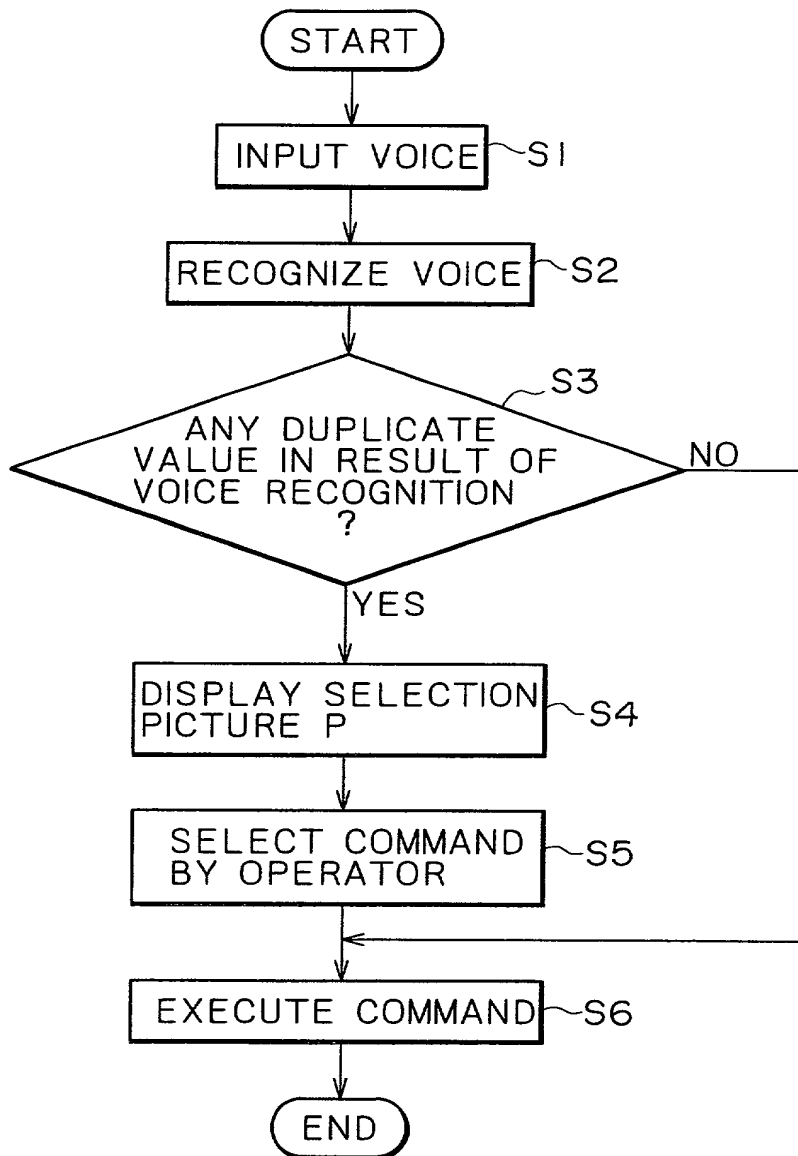 START
INPUT VOICE
S1
RECOGNIZE VOICE
S2
S3
ANY DUPLICATE
VALUE IN RESULT OF
VOICE RECOGNITION
?
NO
YES
DISPLAY SELECTION
PICTURE P
S4
SELECT COMMAND
BY OPERATOR
S5
EXECUTE COMMAND
S6
END